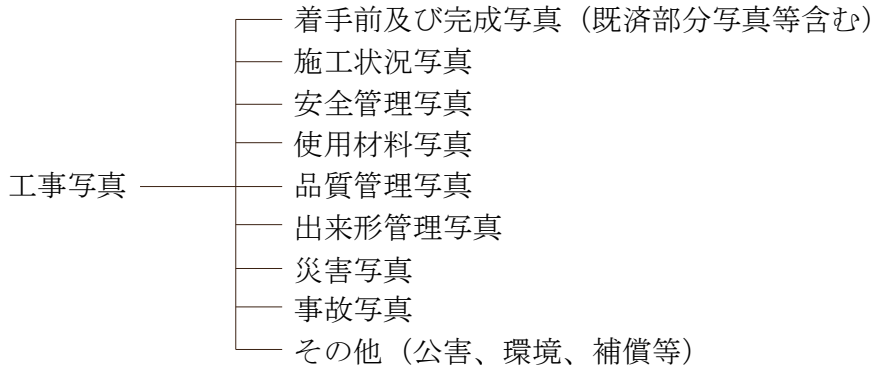 着手前及び完成写真（既済部分写真等含む）
施工状況写真
安全管理写真
使用材料写真
工事写真
品質管理写真
出来形管理写真
災害写真
事故写真
その他（公害、環境、補償等）